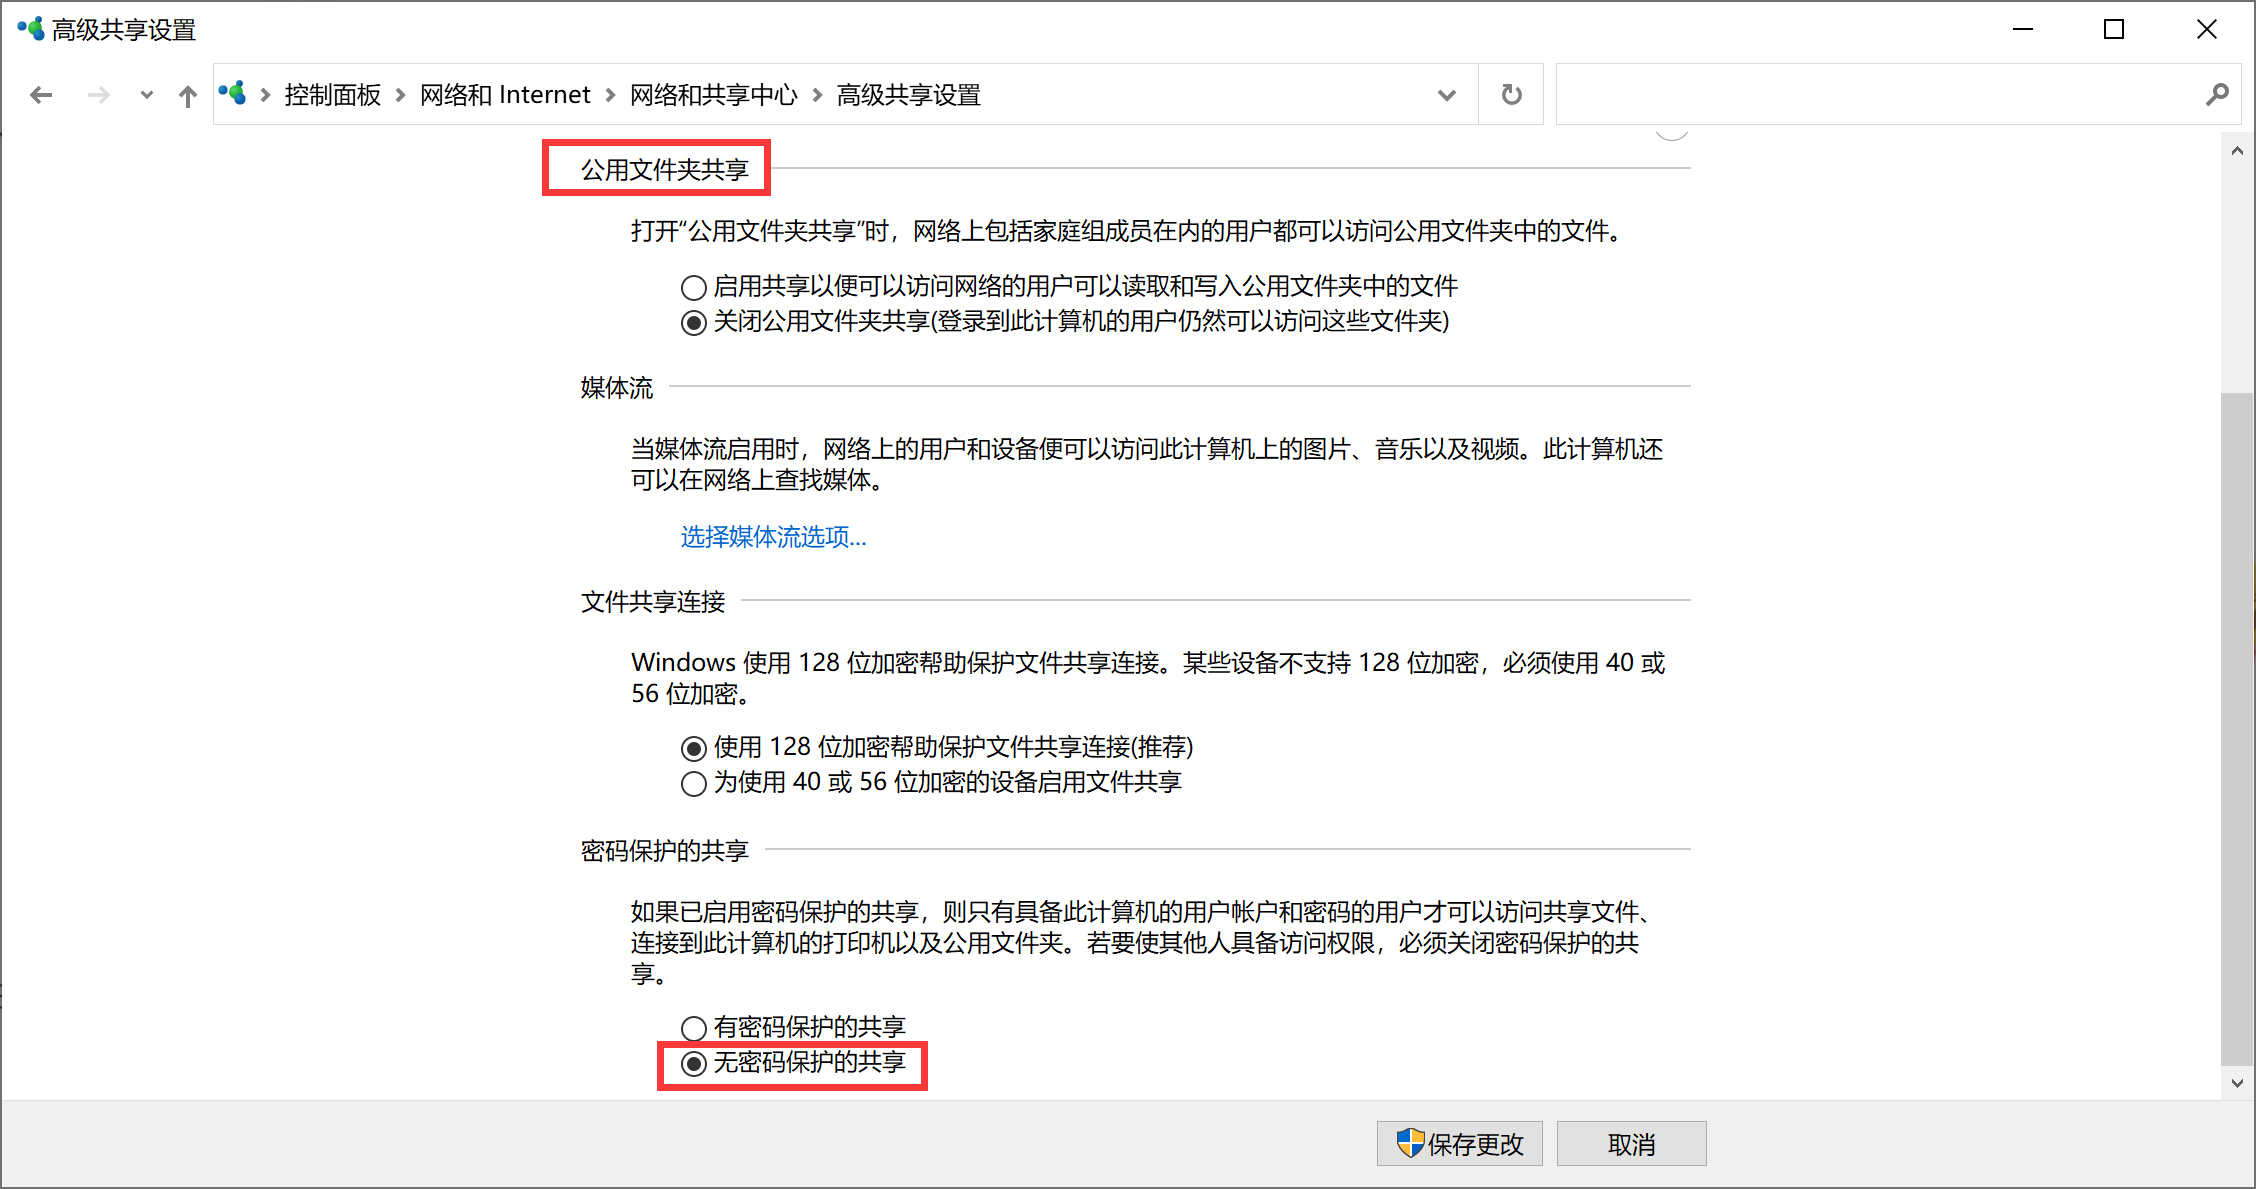 高级共享设置
控制面板 网络和 Internet 网络和共享中心 高级共享设置
公用文件夹共享
打开“公用文件夹共享”时，网络上包括家庭组成员在内的用户都可以访问公用文件夹中的文件。
启用共享以便可以访问网络的用户可以读取和写入公用文件夹中的文件
关闭公用文件夹共享(登录到此计算机的用户仍然可以访问这些文件夹)
媒体流
当媒体流启用时，网络上的用户和设备便可以访问此计算机上的图片、音乐以及视频。此计算机还
可以在网络上查找媒体。
选择媒体流选项...
文件共享连接
Windows 使用 128 位加密帮助保护文件共享连接。某些设备不支持 128 位加密，必须使用 40 或
56 位加密。
使用 128 位加密帮助保护文件共享连接(推荐)
为使用 40 或 56 位加密的设备启用文件共享
密码保护的共享
如果已启用密码保护的共享，则只有具备此计算机的用户帐户和密码的用户才可以访问共享文件、
连接到此计算机的打印机以及公用文件夹。若要使其他人具备访问权限，必须关闭密码保护的共
享。
有密码保护的共享
无密码保护的共享
保存更改 取消